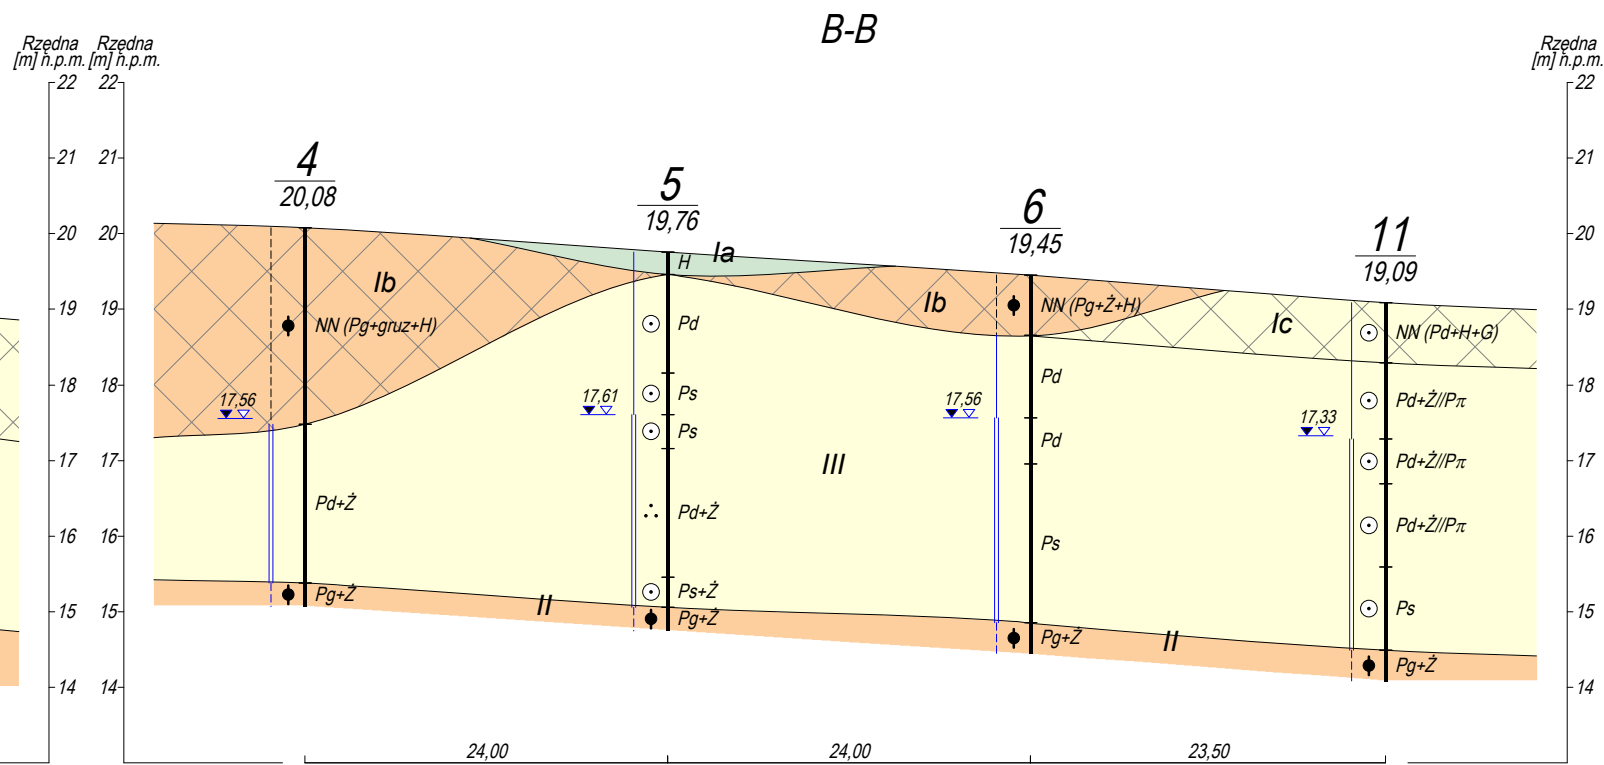 B-B
Rzędna
[m] n.p.m.
Rzędna
[m] n.p.m.
Rzędna
[m] n.p.m.
22
22
22
21
21
21
20
20
20
19
19
19
18
18
18
17
17
17
16
16
16
15
15
15
14
14
14
4
20,08
5
19,76
6
19,45
11
19,09
Ia
H
Ib
NN (Pg+gruz+H)
Ib
NN (Pg+Ż+H)
Ic
NN (Pd+H+G)
Pd
Ps
Ps
Pd+Ż
Ps+Ż
Pg+Ż
17,56
17,61
17,56
17,33
Pd+Ż
Pg+Ż
III
II
Pd
Pd
Ps
Pg+Ż
II
Pd+Ż//Pπ
Pd+Ż//Pπ
Pd+Ż//Pπ
Ps
Pg+Ż
24,00
24,00
23,50